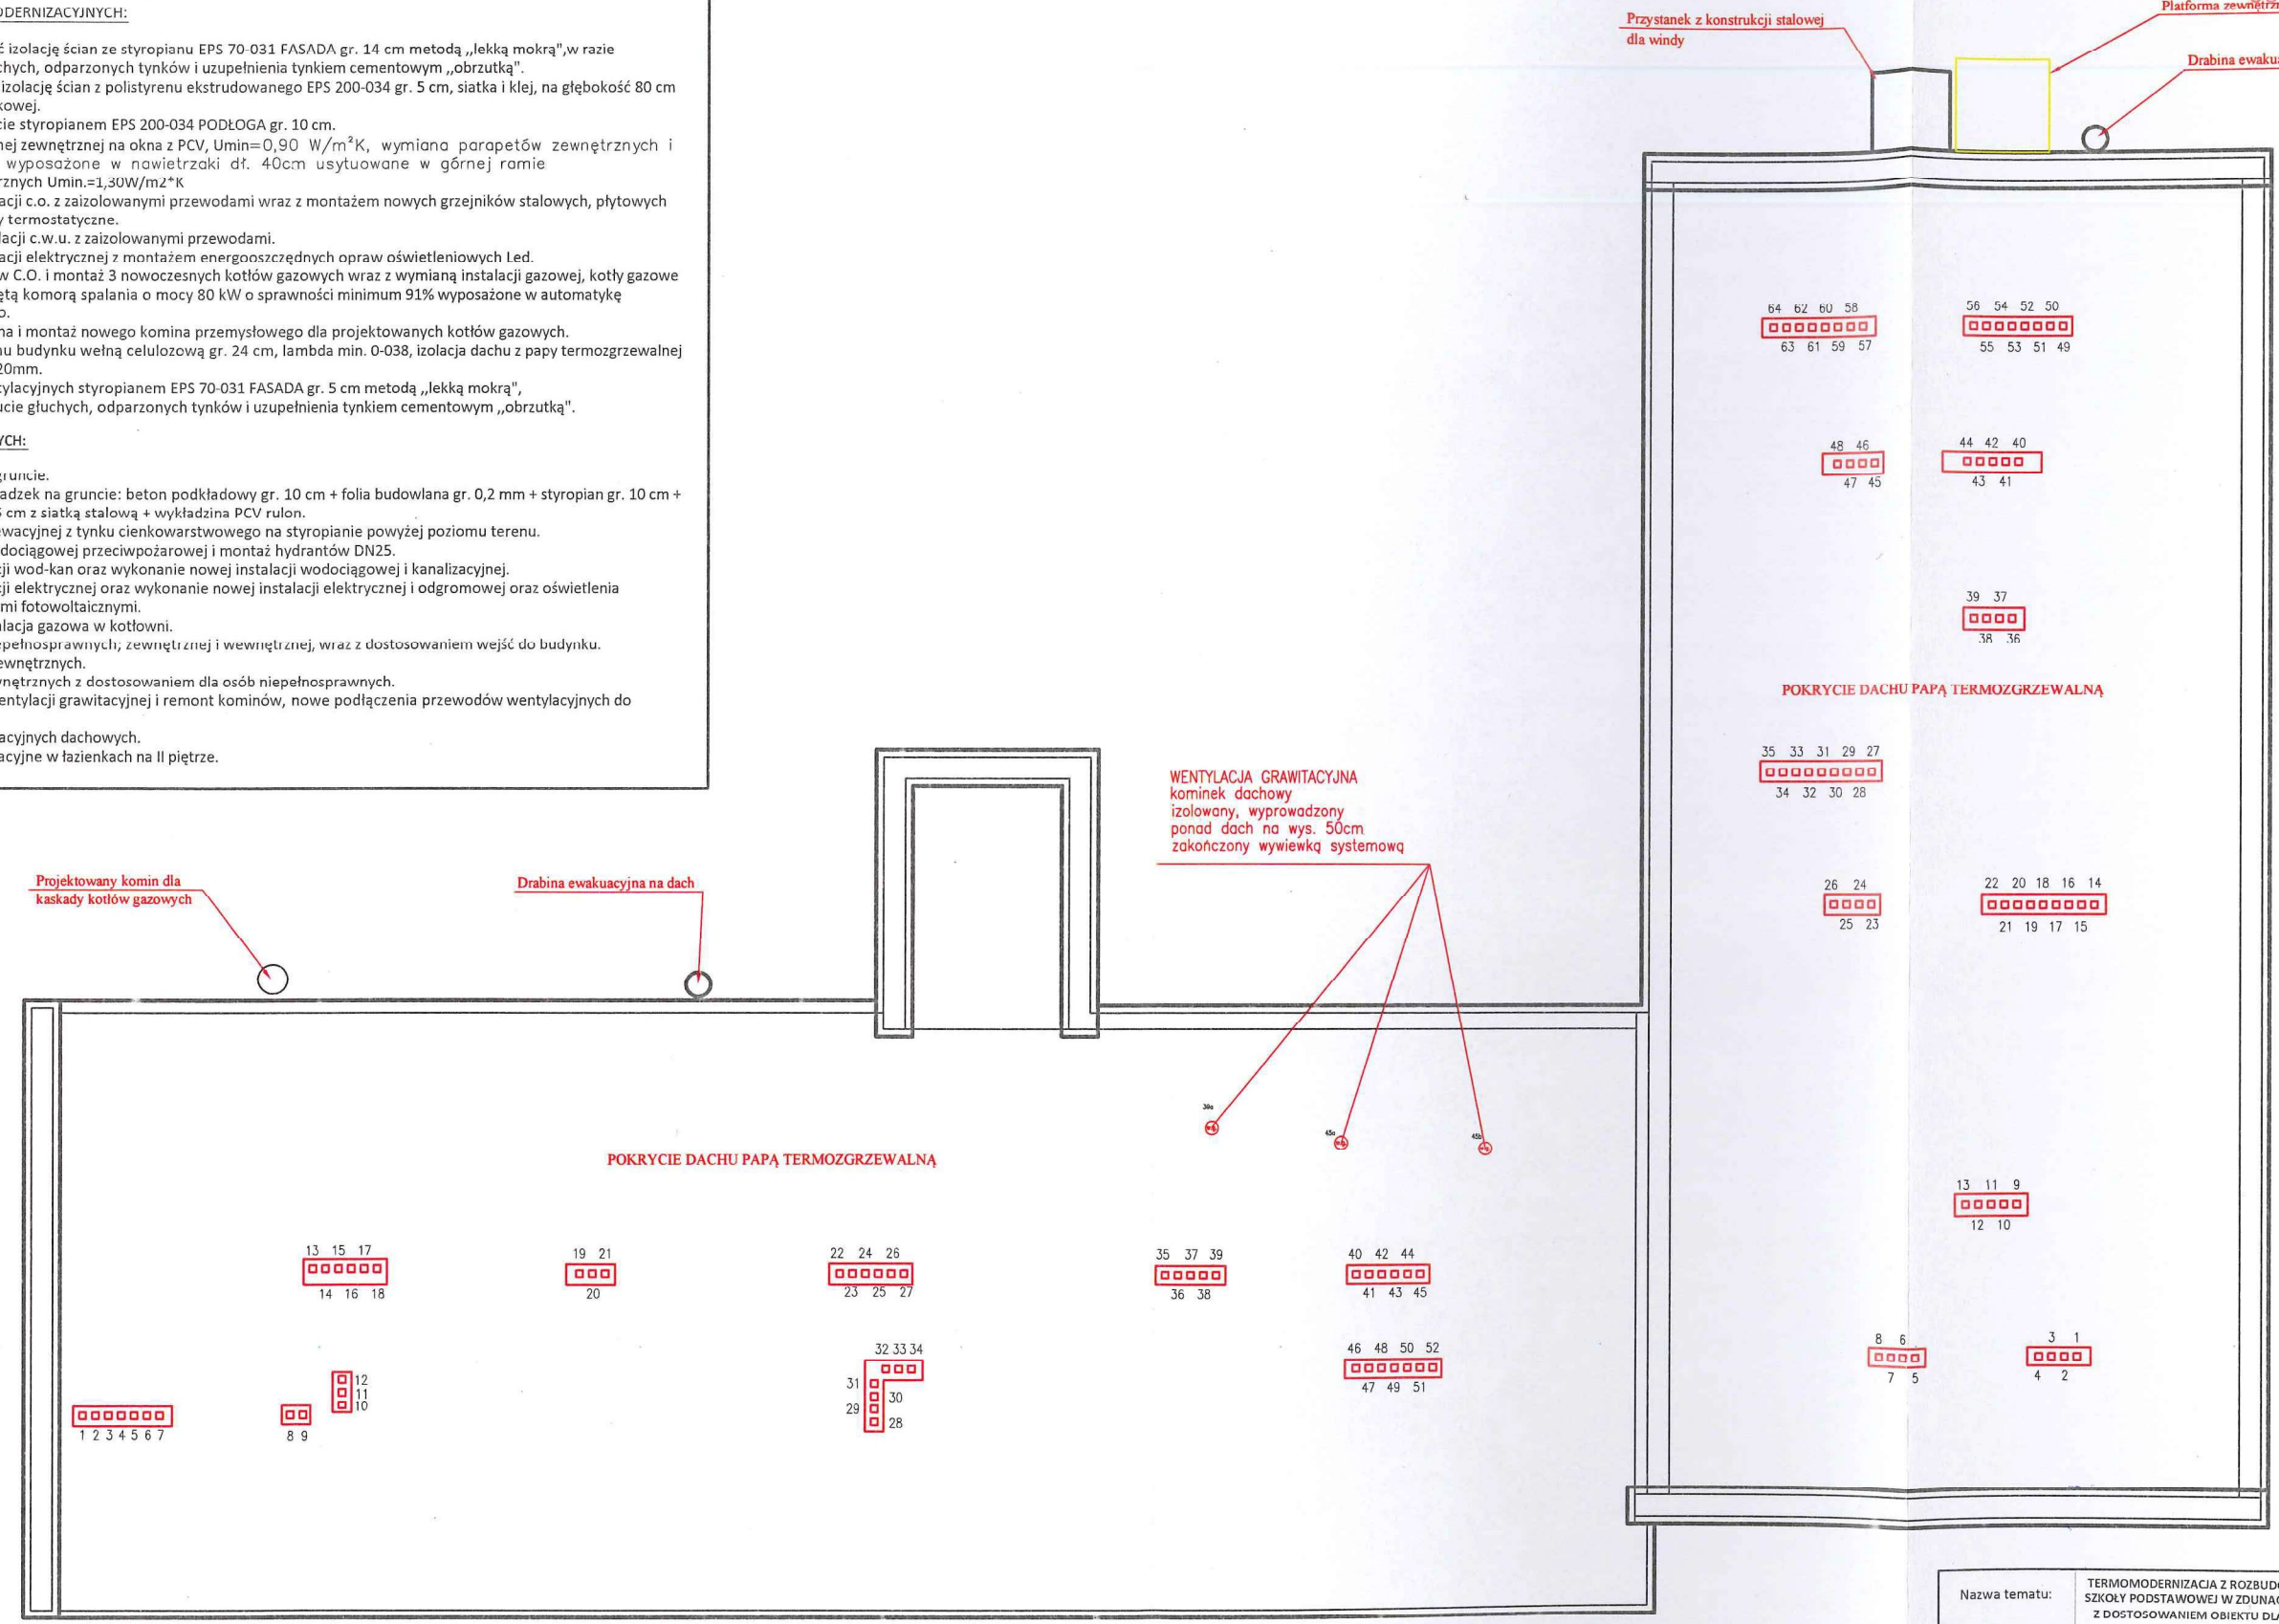 ODERNIZACYJNYCH:
ć izolację ścian ze styropianu EPS 70-031 FASADA gr. 14 cm metodą „lekką mokrą",w razie
chych, odparzonych tynków i uzupełnienia tynkiem cementowym „obrzutką".
izolację ścian z polistyrenu ekstrudowanego EPS 200-034 gr. 5 cm, siatka i klej, na głębokość 80 cm
kowej.
cie styropianem EPS 200-034 PODŁOGA gr. 10 cm.
nej zewnętrznej na okna z PCV, Umin=0,90 W/m²K, wymiana parapetów zewnętrznych i
wyposażone w nawietrzaki dł. 40cm usytuowane w górnej ramie
rznych Umin.=1,30W/m2*K
acji c.o. z zaizolowanymi przewodami wraz z montażem nowych grzejników stalowych, płytowych
y termostatyczne.
lacji c.w.u. z zaizolowanymi przewodami.
acji elektrycznej z montażem energooszczędnych opraw oświetleniowych Led.
w C.O. i montaż 3 nowoczesnych kotłów gazowych wraz z wymianą instalacji gazowej, kotły gazowe
ętą komorą spalania o mocy 80 kW o sprawności minimum 91% wyposażone w automatykę
o.
na i montaż nowego komina przemysłowego dla projektowanych kotłów gazowych.
nu budynku wełną celulozową gr. 24 cm, lambda min. 0-038, izolacja dachu z papy termozgrzewalnej
20mm.
tylacyjnych styropianem EPS 70-031 FASADA gr. 5 cm metodą „lekką mokrą",
ucie głuchych, odparzonych tynków i uzupełnienia tynkiem cementowym „obrzutką".
YCH:
gruncie.
adzek na gruncie: beton podkładowy gr. 10 cm + folia budowlana gr. 0,2 mm + styropian gr. 10 cm +
5 cm z siatką stalową + wykładzina PCV rulon.
ewacyjnej z tynku cienkowarstwowego na styropianie powyżej poziomu terenu.
dociągowej przeciwpożarowej i montaż hydrantów DN25.
cji wod-kan oraz wykonanie nowej instalacji wodociągowej i kanalizacyjnej.
cji elektrycznej oraz wykonanie nowej instalacji elektrycznej i odgromowej oraz oświetlenia
mi fotowoltaicznymi.
alacja gazowa w kotłowni.
epełnosprawnych; zewnętrznej i wewnętrznej, wraz z dostosowaniem wejść do budynku.
ewnętrznych.
wnętrznych z dostosowaniem dla osób niepełnosprawnych.
entylacji grawitacyjnej i remont kominów, nowe podłączenia przewodów wentylacyjnych do
acyjnych dachowych.
acyjne w łazienkach na II piętrze.
Przystanek z konstrukcji stalowej
dla windy
Platforma zewnętrzn
Drabina ewaku
64 62 60 58
63 61 59 57
56 54 52 50
55 53 51 49
48 46
47 45
44 42 40
43 41
39 37
38 36
POKRYCIE DACHU PAPĄ TERMOZGRZEWALNĄ
35 33 31 29 27
34 32 30 28
26 24
25 23
22 20 18 16 14
21 19 17 15
13 11 9
12 10
8 6
7 5
3 1
4 2
WENTYLACJA GRAWITACYJNA
kominek dachowy
izolowany, wyprowadzony
ponad dach na wys. 50cm
zakończony wywiewką systemową
Projektowany komin dla
kaskady kotłów gazowych
Drabina ewakuacyjna na dach
39a
45a
45b
POKRYCIE DACHU PAPĄ TERMOZGRZEWALNĄ
13 15 17
14 16 18
19 21
20
22 24 26
23 25 27
35 37 39
36 38
40 42 44
41 43 45
32 33 34
31
30
29
28
46 48 50 52
47 49 51
12
11
10
1 2 3 4 5 6 7
8 9
Nazwa tematu:
TERMOMODERNIZACJA Z ROZBUD
SZKOŁY PODSTAWOWEJ W ZDUNA
Z DOSTOSOWANIEM OBIEKTU DLA